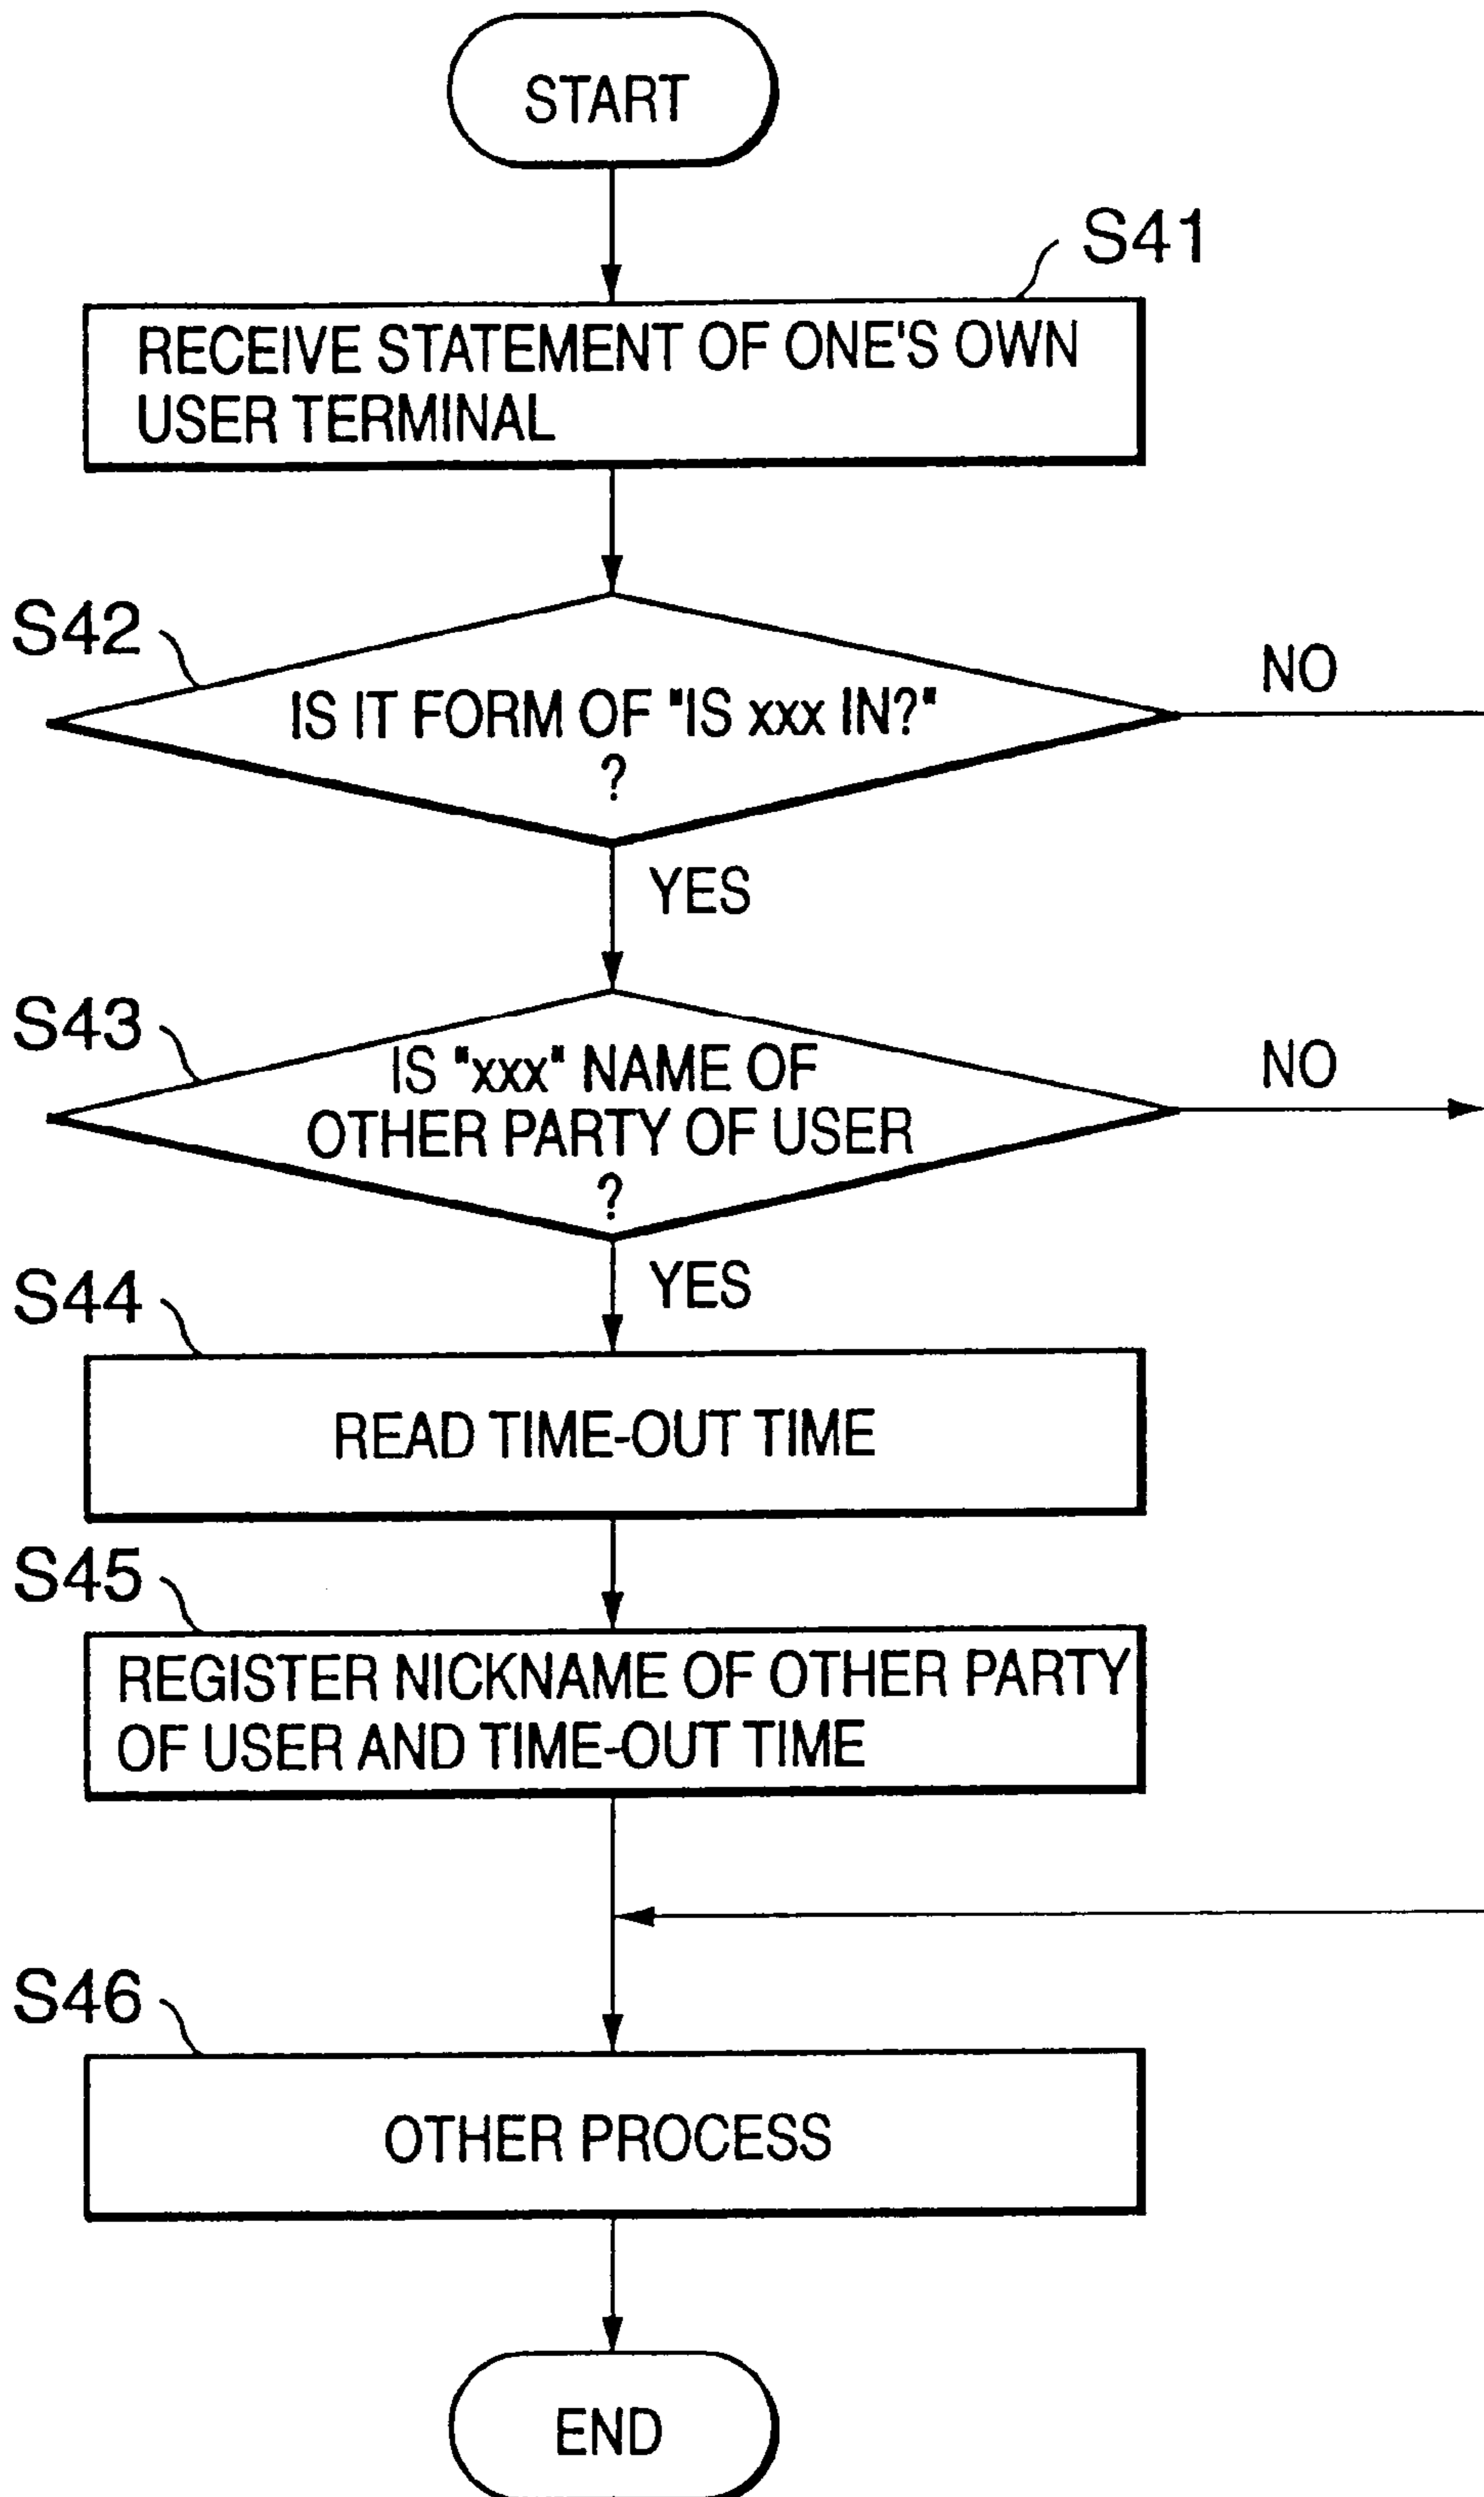 START
S41
RECEIVE STATEMENT OF ONE'S OWN
USER TERMINAL
S42
IS IT FORM OF "IS xxx IN?"
?
NO
YES
S43
IS "xxx" NAME OF
OTHER PARTY OF USER
?
NO
YES
S44
READ TIME-OUT TIME
S45
REGISTER NICKNAME OF OTHER PARTY
OF USER AND TIME-OUT TIME
S46
OTHER PROCESS
END